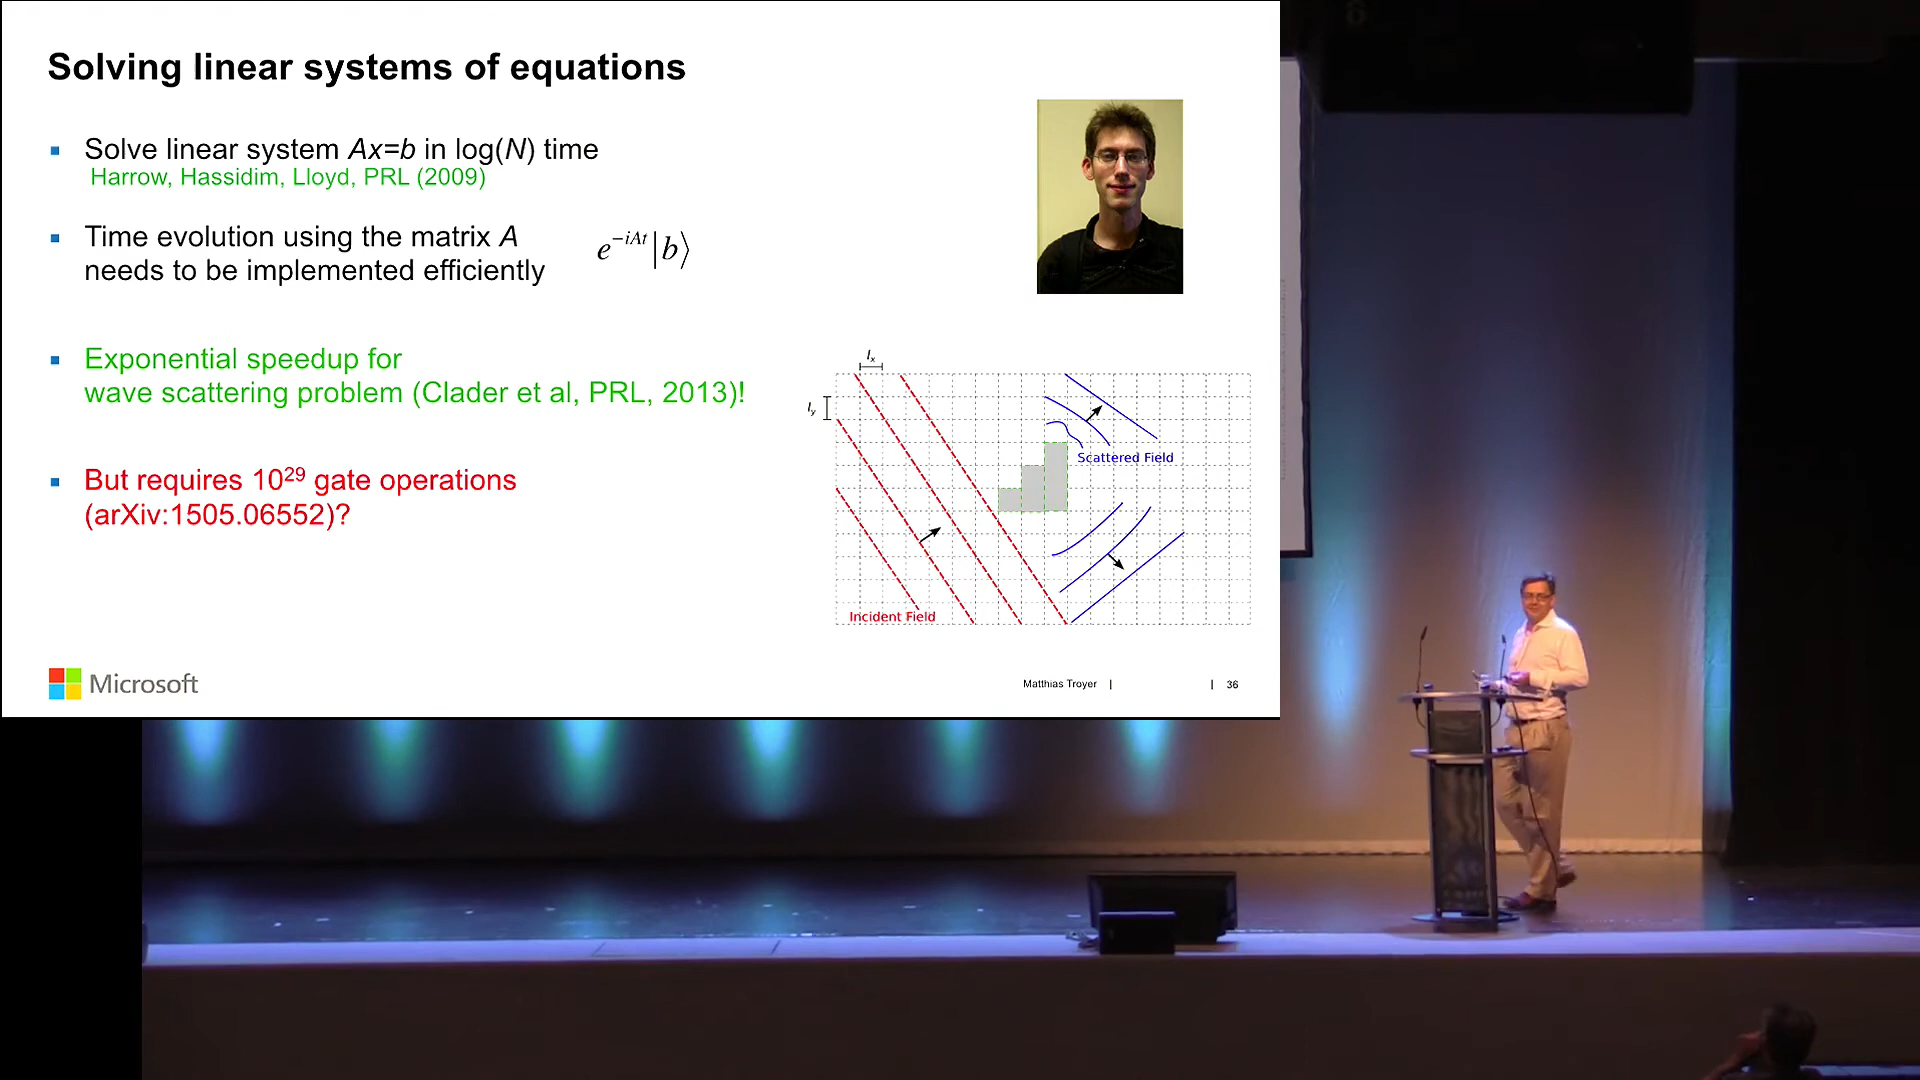 Solving linear systems of equations
Solve linear system Ax=b in log(N) time
Harrow, Hassidim, Lloyd, PRL (2009)
Time evolution using the matrix A
needs to be implemented efficiently
e^{-iAt}|b⟩
Exponential speedup for
wave scattering problem (Clader et al, PRL, 2013)!
But requires 10^{29} gate operations
(arXiv:1505.06552)?
l_x
l_y
Scattered Field
Incident Field
Microsoft
Matthias Troyer | | 36